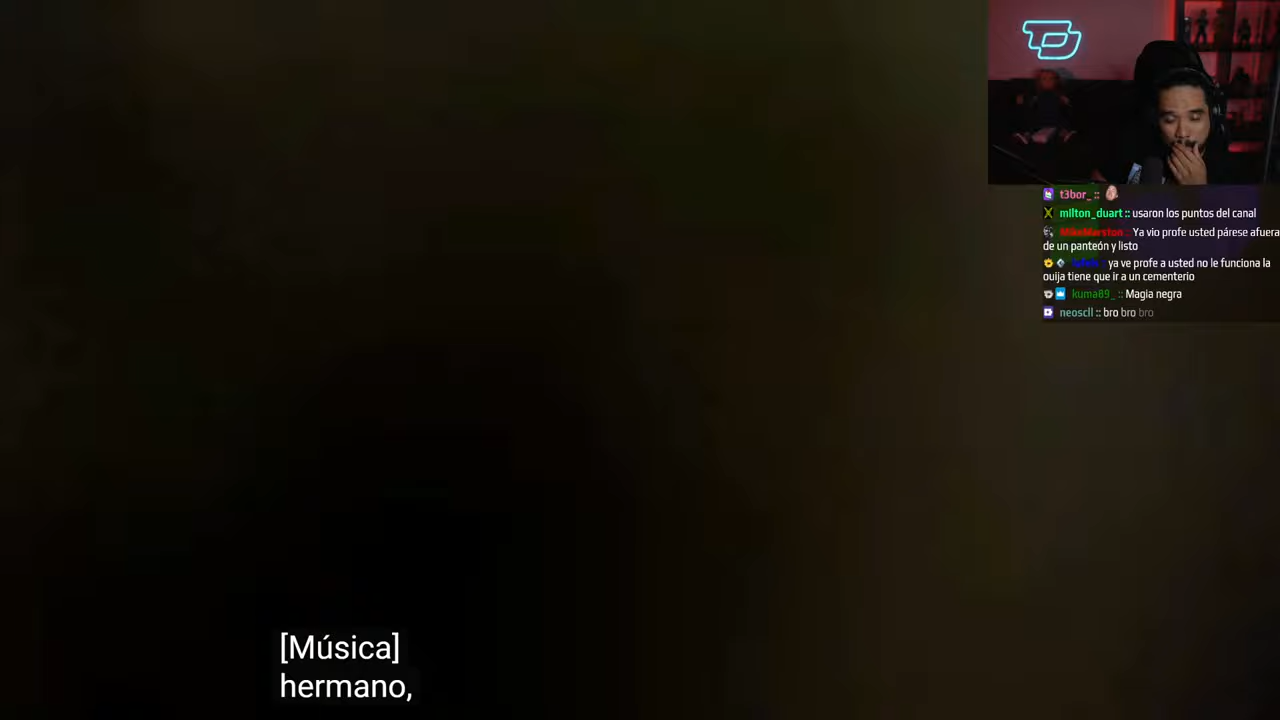 t3bor_ ::
milton_duart :: usaron los puntos del canal
MikeMarston :: Ya vio profe usted párese afuera
de un panteón y listo
ya ve profe a usted no le funciona la
ouija tiene que ir a un cementerio
kuma89_ :: Magia negra
neoscll :: bro bro bro
[Música]
hermano,